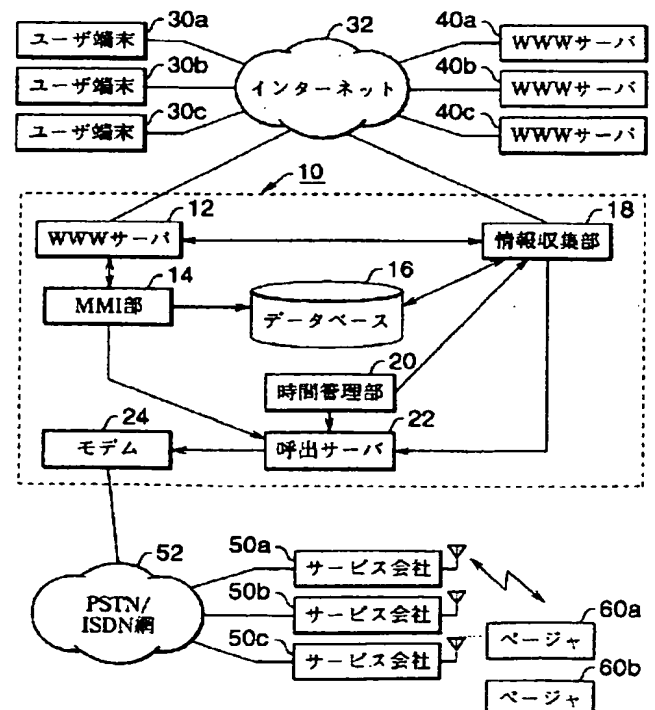 30a
ユーザ端末
30b
ユーザ端末
30c
ユーザ端末
32
インターネット
40a
WWWサーバ
40b
WWWサーバ
40c
WWWサーバ
10
12
WWWサーバ
18
情報収集部
14
MMI部
16
データベース
20
時間管理部
24
モデム
22
呼出サーバ
52
PSTN/
ISDN網
50a
サービス会社
50b
サービス会社
50c
サービス会社
60a
ページャ
60b
ページャ